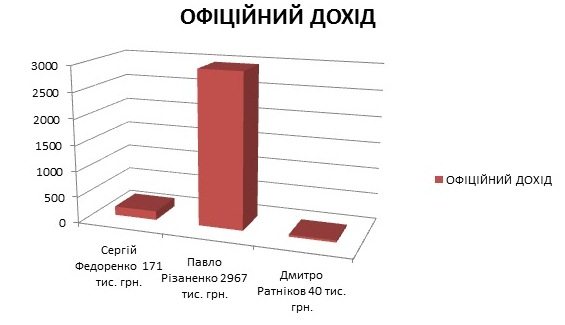 ОФІЦІЙНИЙ ДОХІД
3000
2500
2000
1500
1000
500
0
Сергій
Федоренко 171
тис. грн.
Павло
Різаненко 2967
тис. грн.
Дмитро
Ратніков 40 тис.
грн.
ОФІЦІЙНИЙ ДОХІД